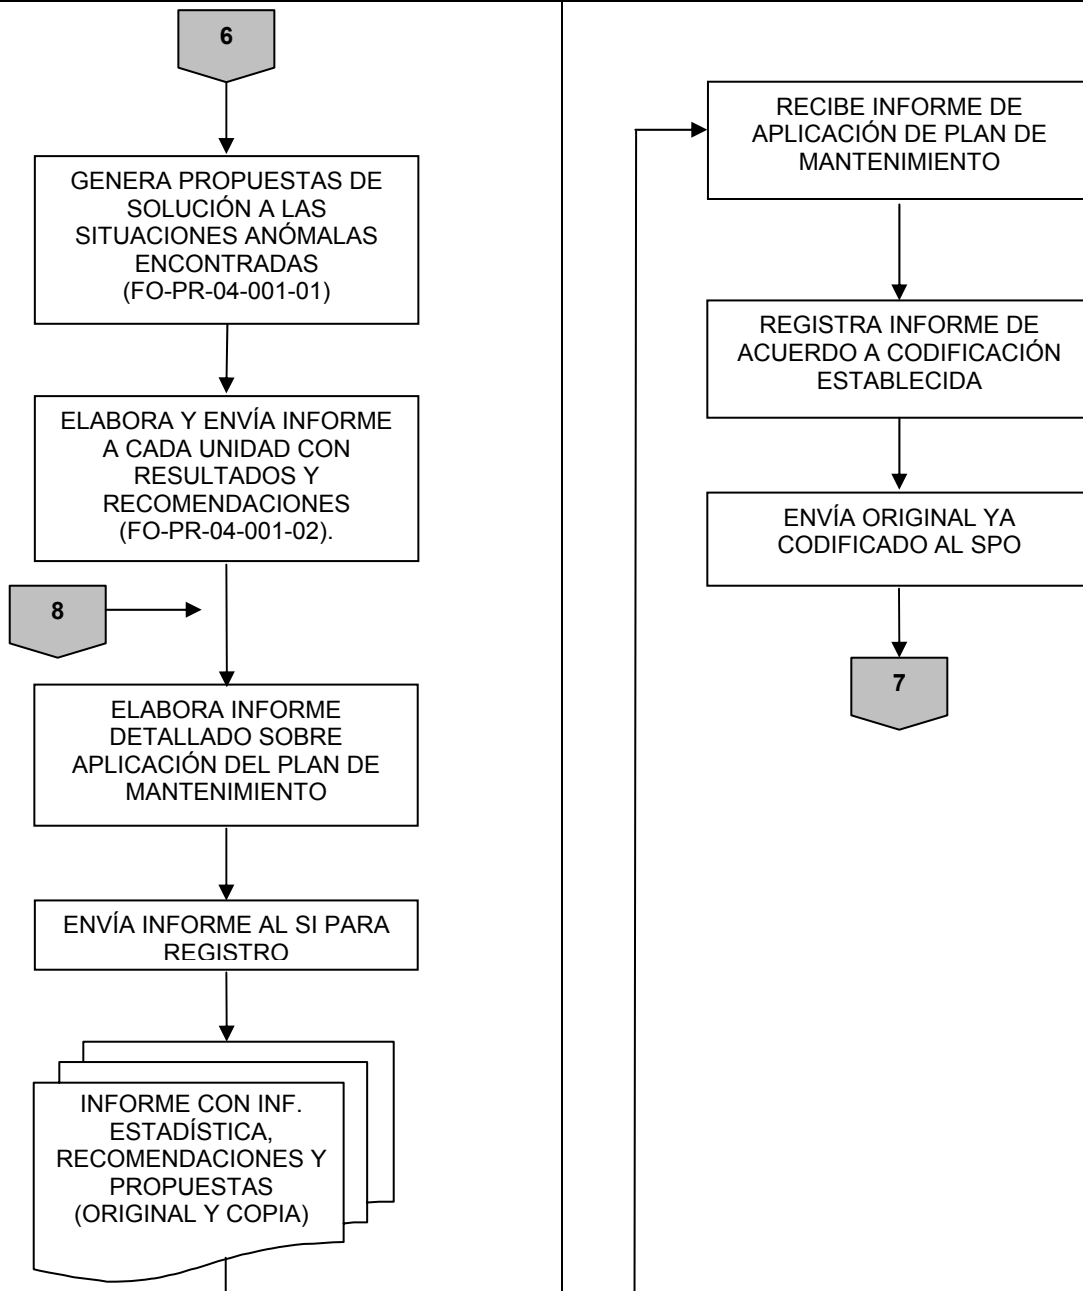 6
GENERA PROPUESTAS DE
SOLUCIÓN A LAS
SITUACIONES ANÓMALAS
ENCONTRADAS
(FO-PR-04-001-01)
ELABORA Y ENVÍA INFORME
A CADA UNIDAD CON
RESULTADOS Y
RECOMENDACIONES
(FO-PR-04-001-02).
8
ELABORA INFORME
DETALLADO SOBRE
APLICACIÓN DEL PLAN DE
MANTENIMIENTO
ENVÍA INFORME AL SI PARA
REGISTRO
INFORME CON INF.
ESTADÍSTICA,
RECOMENDACIONES Y
PROPUESTAS
(ORIGINAL Y COPIA)
RECIBE INFORME DE
APLICACIÓN DE PLAN DE
MANTENIMIENTO
REGISTRA INFORME DE
ACUERDO A CODIFICACIÓN
ESTABLECIDA
ENVÍA ORIGINAL YA
CODIFICADO AL SPO
7